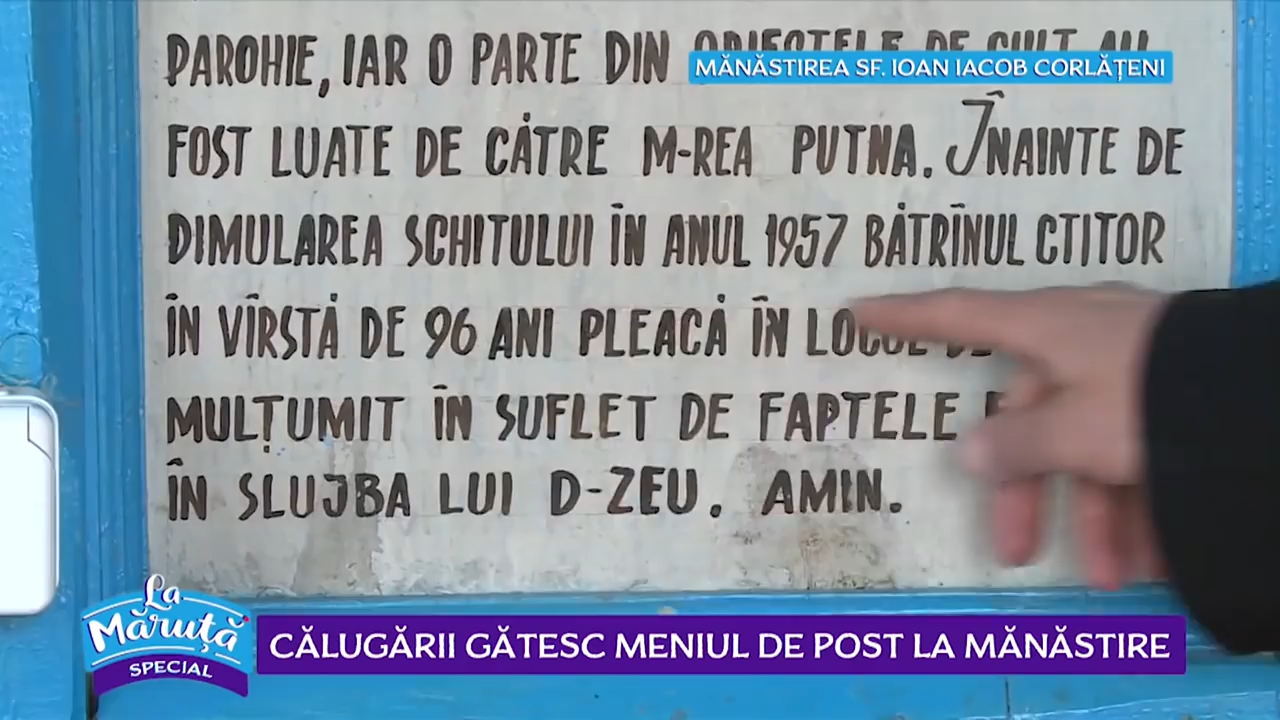 PAROHIE, IAR O PARTE DIN OBIECTELE DE CULT AU
MĂNĂSTIREA SF. IOAN IACOB CORLĂȚENI
FOST LUATE DE CĂTRE M-REA PUTNA. ÎNAINTE DE
DIMULAREA SCHITULUI ÎN ANUL 1957 BĂTRÎNUL CTITOR
ÎN VÎRSTĂ DE 96 ANI PLEACĂ ÎN LOCUL DE
MULȚUMIT ÎN SUFLET DE FAPTELE
ÎN SLUJBA LUI D-ZEU. AMIN.
La
Măruță
SPECIAL
CĂLUGĂRII GĂTESC MENIUL DE POST LA MĂNĂSTIRE